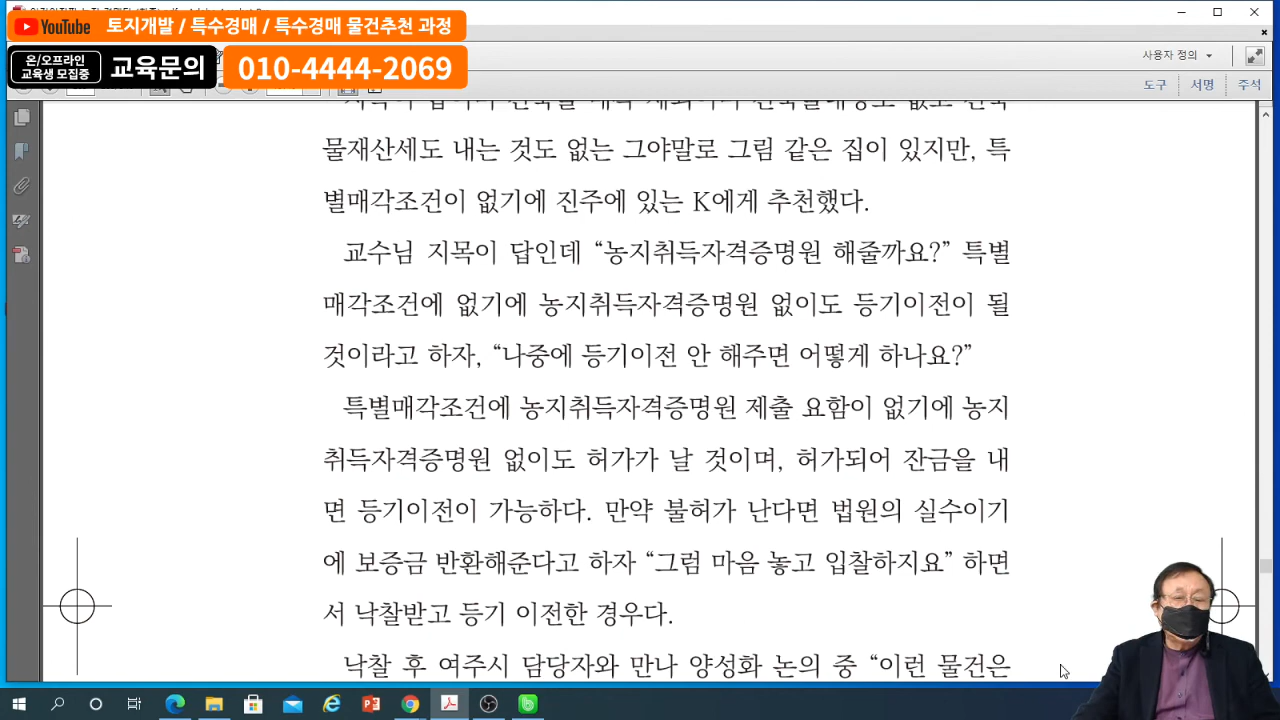 YouTube 토지개발 / 특수경매 / 특수경매 물건추천 과정
온/오프라인
교육생 모집중
교육문의 010-4444-2069
사용자 정의
도구 서명 주석
물재산세도 내는 것도 없는 그야말로 그림 같은 집이 있지만, 특
별매각조건이 없기에 진주에 있는 K에게 추천했다.
교수님 지목이 답인데 “농지취득자격증명원 해줄까요?” 특별
매각조건에 없기에 농지취득자격증명원 없이도 등기이전이 될
것이라고 하자, “나중에 등기이전 안 해주면 어떻게 하나요?”
특별매각조건에 농지취득자격증명원 제출 요함이 없기에 농지
취득자격증명원 없이도 허가가 날 것이며, 허가되어 잔금을 내
면 등기이전이 가능하다. 만약 불허가 난다면 법원의 실수이기
에 보증금 반환해준다고 하자 “그럼 마음 놓고 입찰하지요” 하면
서 낙찰받고 등기 이전한 경우다.
낙찰 후 여주시 담당자와 만나 양성화 논의 중 “이런 물건은